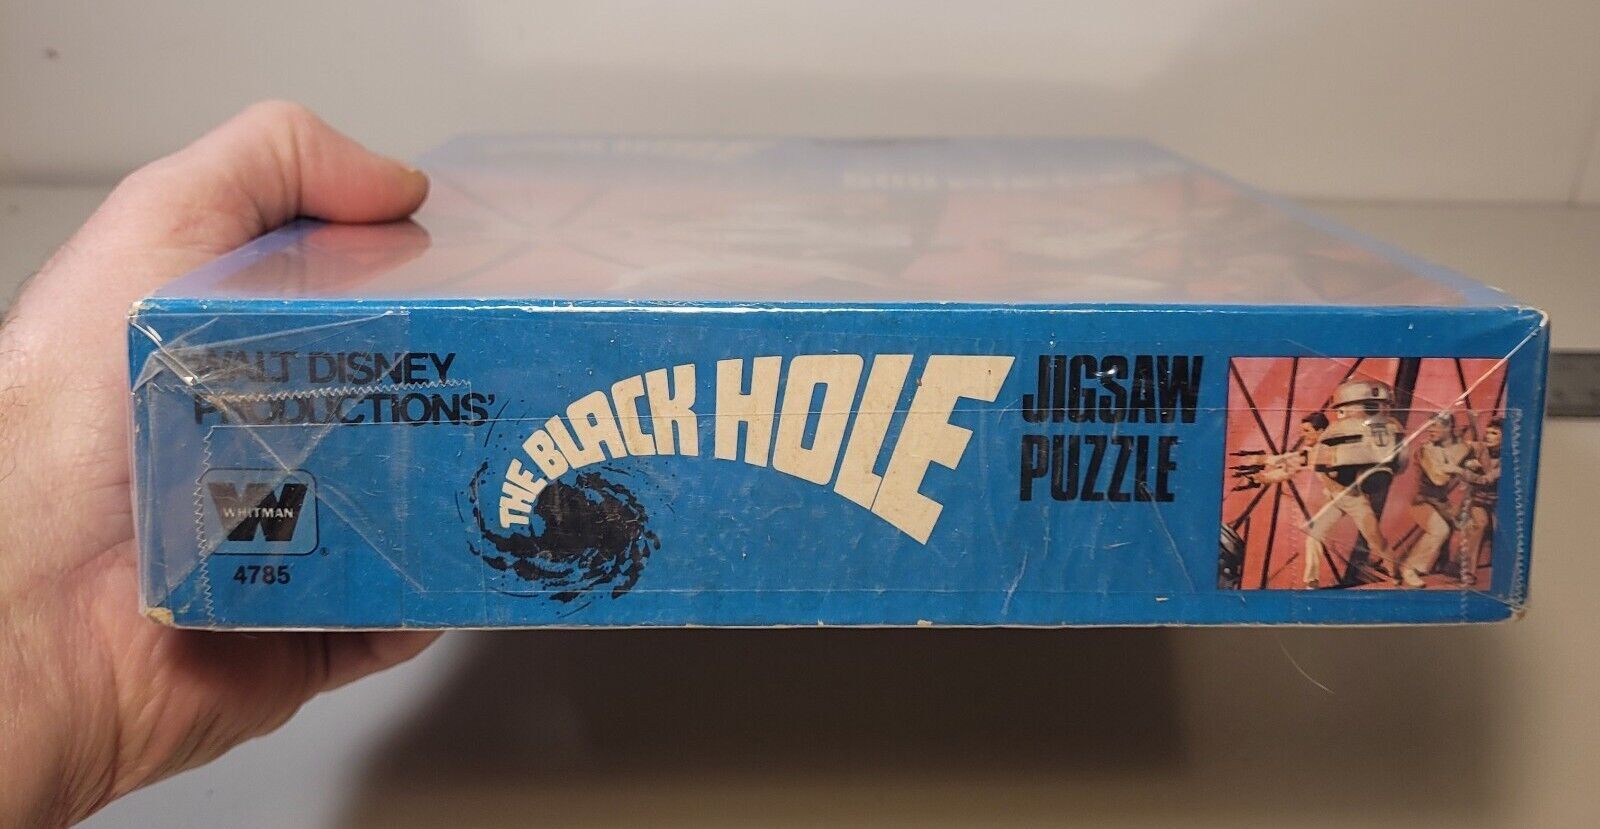 WALT DISNEY
PRODUCTIONS'
THE BLACK HOLE
JIGSAW
PUZZLE
WHITMAN
®
4785